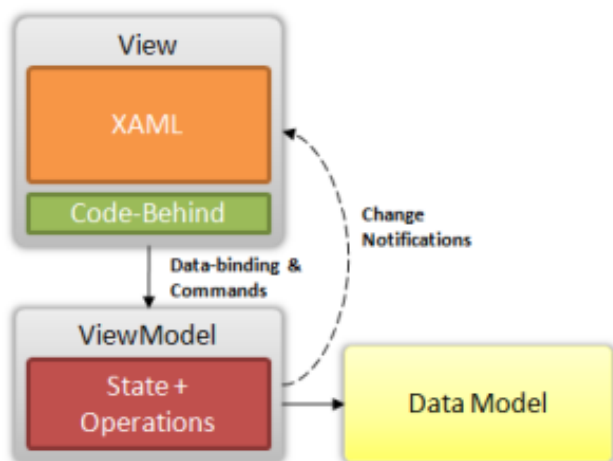 View
XAML
Code-Behind
Change
Notifications
Data-binding &
Commands
ViewModel
State +
Operations
Data Model